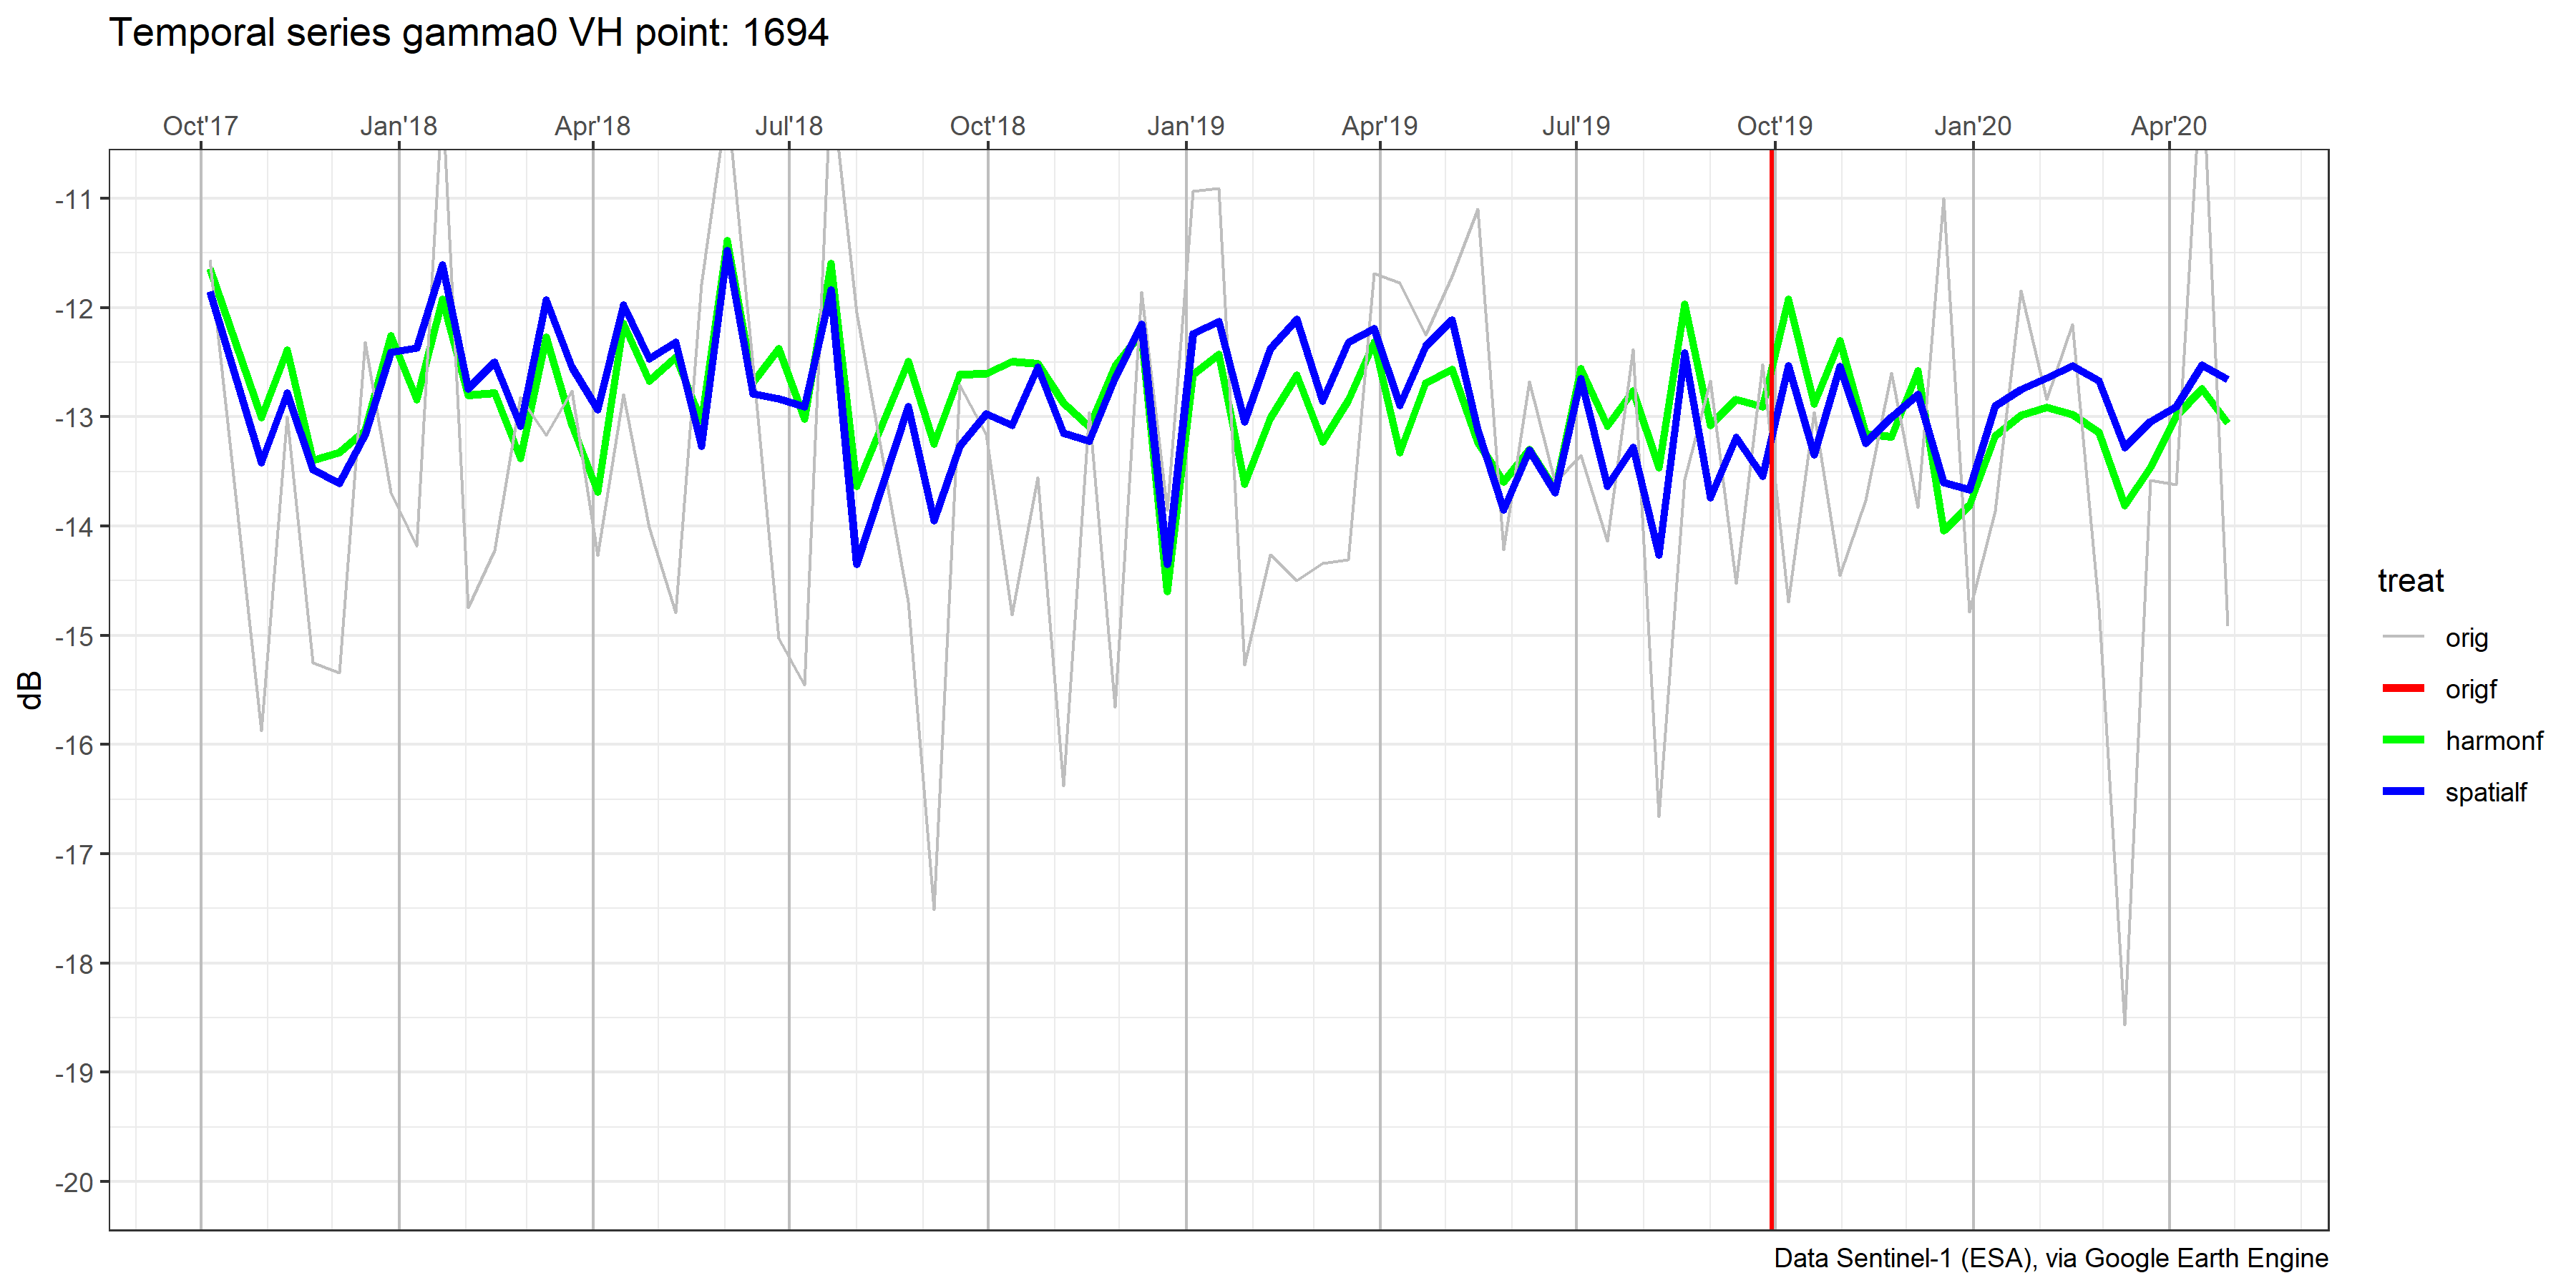 Temporal series gamma0 VH point: 1694
Oct'17 Jan'18 Apr'18 Jul'18 Oct'18 Jan'19 Apr'19 Jul'19 Oct'19 Jan'20 Apr'20
-11
-12
-13
-14
-15
-16
-17
-18
-19
-20
dB
treat
orig
origf
harmonf
spatialf
Data Sentinel-1 (ESA), via Google Earth Engine